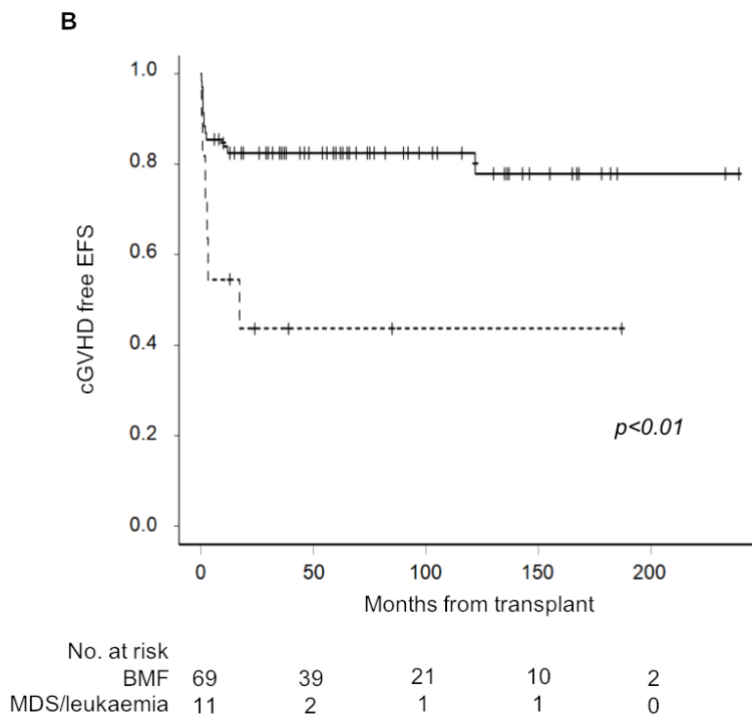 B
1.0
0.8
0.6
0.4
0.2
0.0
cGVHD free EFS
p<0.01
0 50 100 150 200
Months from transplant
No. at risk
BMF 69 39 21 10 2
MDS/leukaemia 11 2 1 1 0